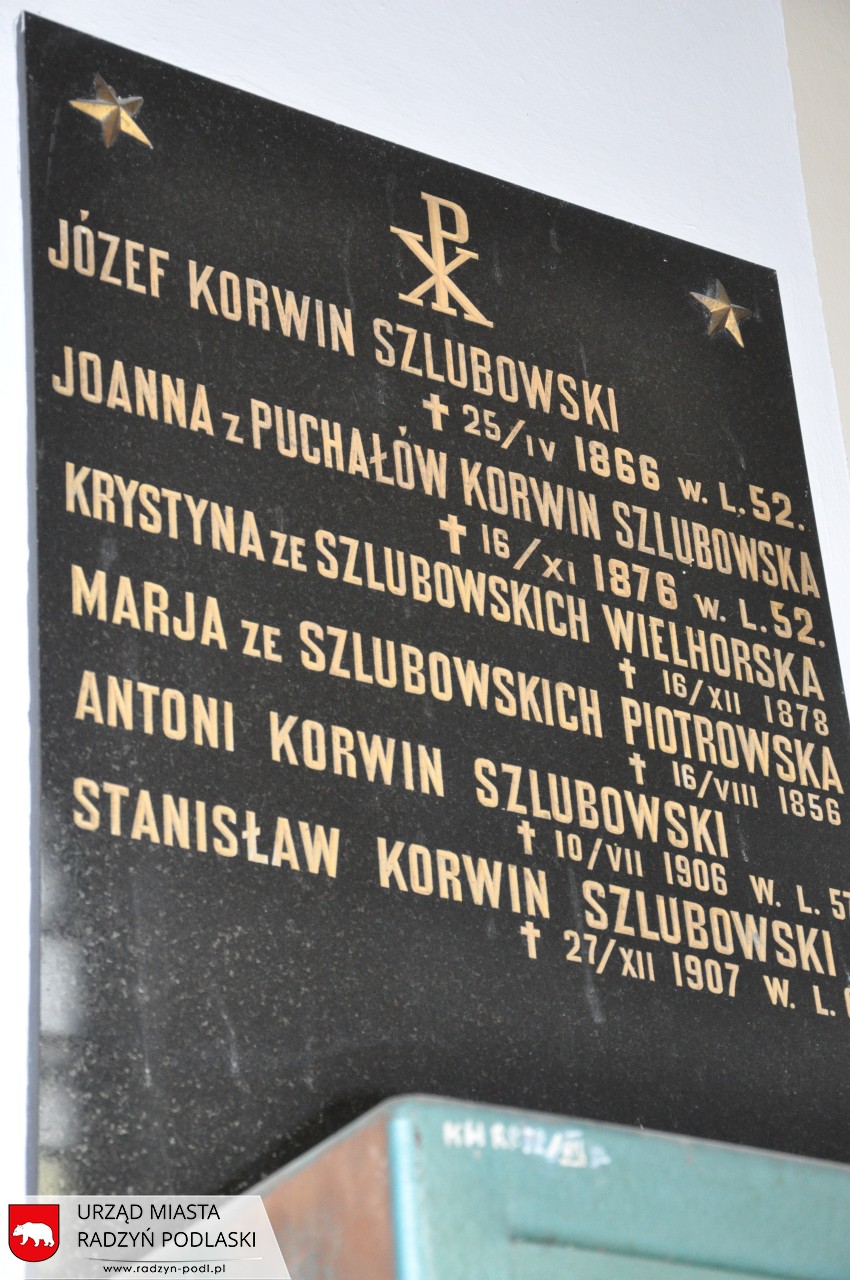 JÓZEF KORWIN SZLUBOWSKI
✝ 25/IV 1866 w. L. 52.
JOANNA z PUCHAŁÓW KORWIN SZLUBOWSKA
✝ 16/XI 1876 w. L. 52.
KRYSTYNA ZE SZLUBOWSKICH WIELHORSKA
✝ 16/XII 1878
MARJA ZE SZLUBOWSKICH PIOTROWSKA
✝ 16/VIII 1856
ANTONI KORWIN SZLUBOWSKI
✝ 10/VII 1906 W. L. 57
STANISŁAW KORWIN SZLUBOWSKI
✝ 27/XII 1907 W. L.
URZĄD MIASTA
RADZYŃ PODLASKI
www.radzyn-podl.pl